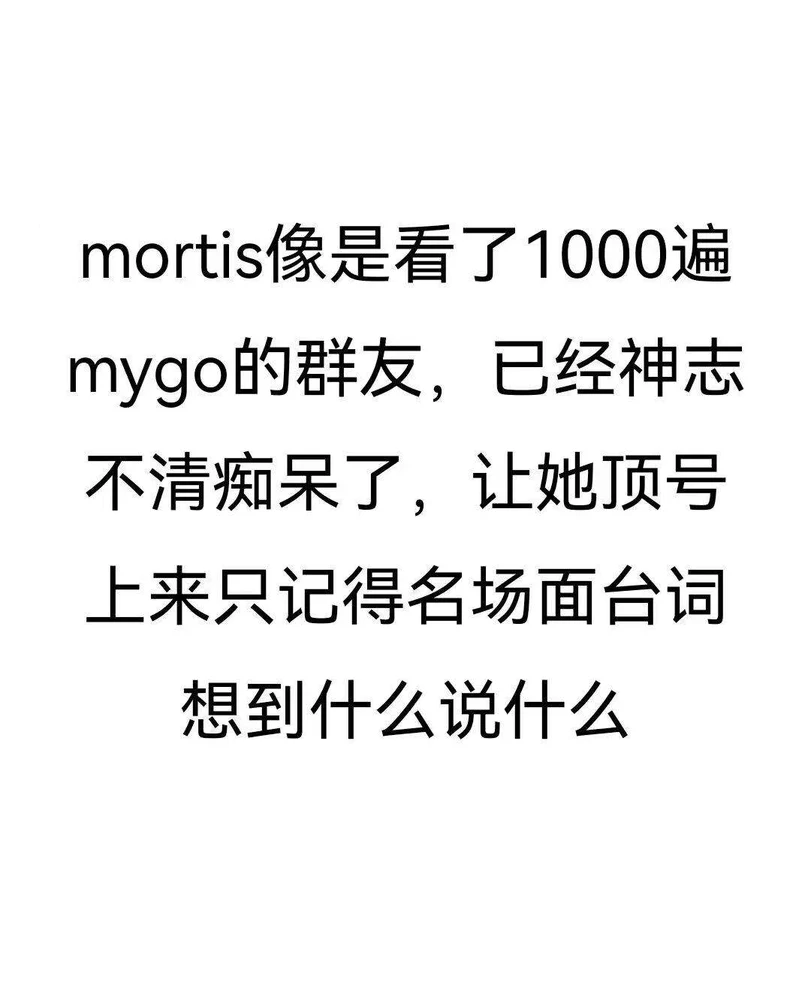 mortis像是看了1000遍
mygo的群友，已经神志
不清痴呆了，让她顶号
上来只记得名场面台词
想到什么说什么